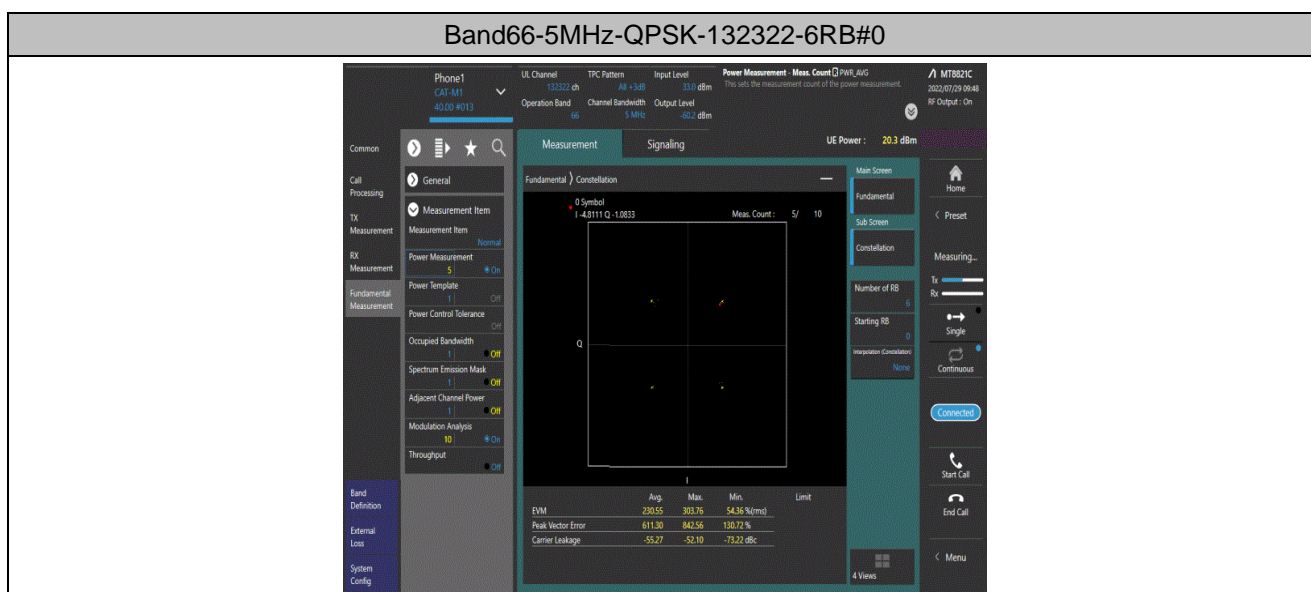 Band66-5MHz-QPSK-132322-6RB#0
Phone1
CAT-M1
40.00 #013
UL Channel
132322 ch
TPC Pattern
All +3dB
Input Level
33.0 dBm
Operation Band
66
Channel Bandwidth
5 MHz
Output Level
-60.2 dBm
Power Measurement - Meas. Count PWR_AVG
This sets the measurement count of the power measurement.
MT8821C
2022/07/29 09:48
RF Output : On
Common
Call
Processing
TX
Measurement
RX
Measurement
Fundamental
Measurement
Band
Definition
External
Loss
System
Config
General
Measurement Item
Measurement Item
Normal
Power Measurement
5 On
Power Template
1 Off
Power Control Tolerance
Off
Occupied Bandwidth
1 Off
Spectrum Emission Mask
1 Off
Adjacent Channel Power
1 Off
Modulation Analysis
10 On
Throughput
Off
Measurement
Signaling
UE Power : 20.3 dBm
Fundamental Constellation
0 Symbol
I -4.8111 Q -1.0833
Meas. Count : 5/ 10
Q
I
Avg. Max. Min. Limit
EVM 230.55 303.76 54.36 %(rms)
Peak Vector Error 611.30 842.56 130.72 %
Carrier Leakage -55.27 -52.10 -73.22 dBc
Main Screen
Fundamental
Sub Screen
Constellation
Number of RB
6
Starting RB
0
Interpolation (Constellation)
None
4 Views
Home
Preset
Measuring...
Tx
Rx
Single
Continuous
Connected
Start Call
End Call
Menu